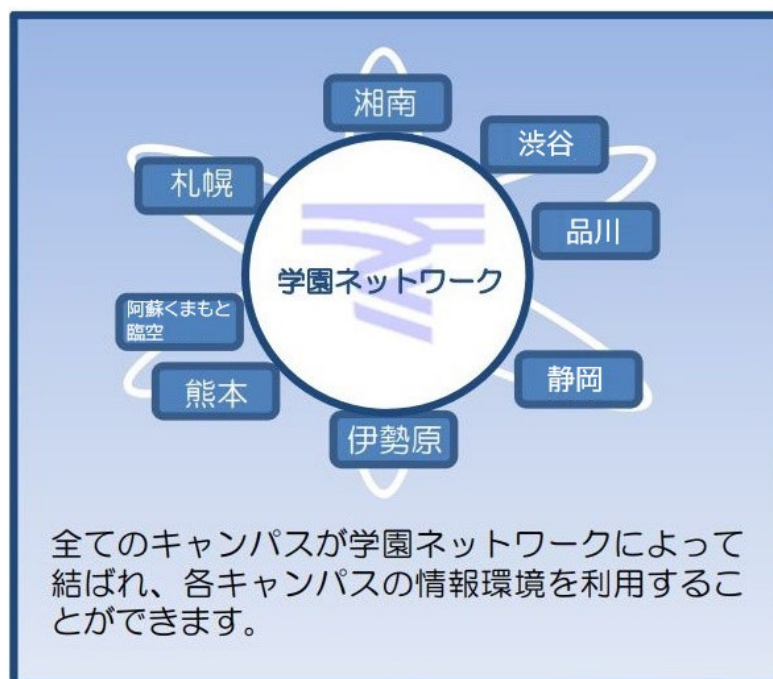 湘南
渋谷
札幌
品川
学園ネットワーク
阿蘇くまもと
臨空
静岡
熊本
伊勢原
全てのキャンパスが学園ネットワークによって
結ばれ、各キャンパスの情報環境を利用するこ
とができます。